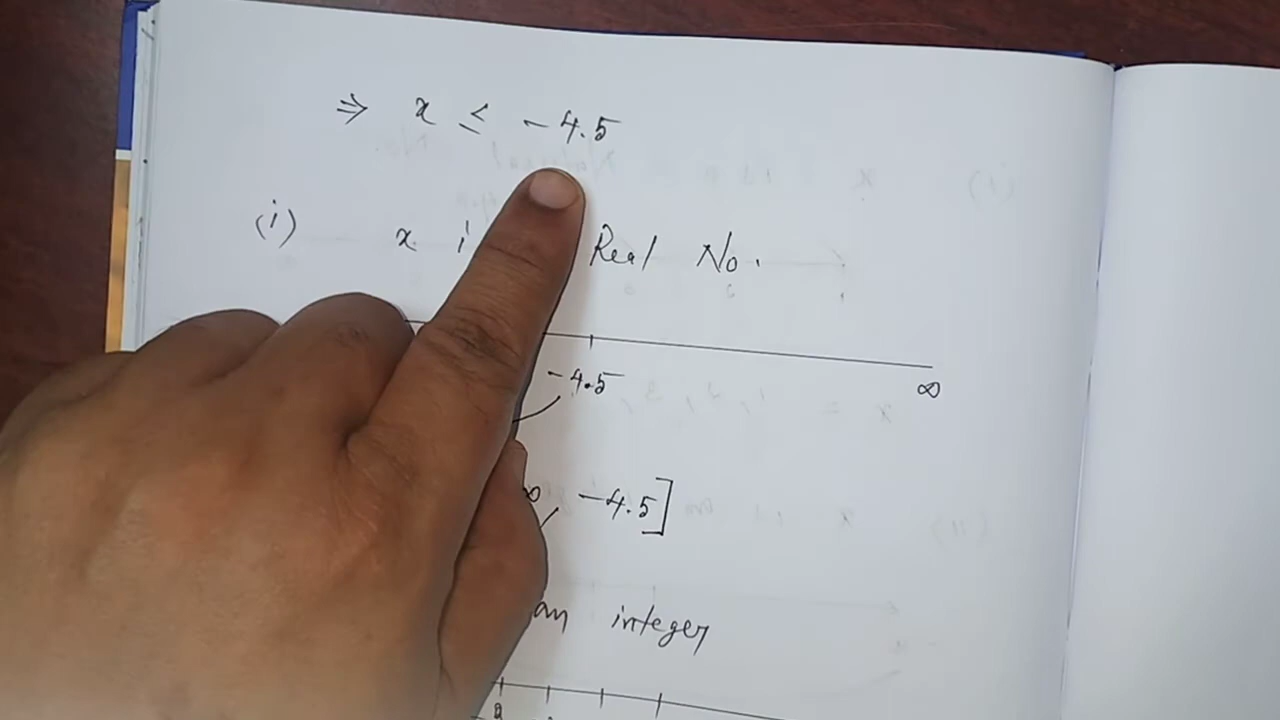 ⇒ x ≤ -4.5
(i) x Real No.
-4.5 ∞
-4.5]
an integer